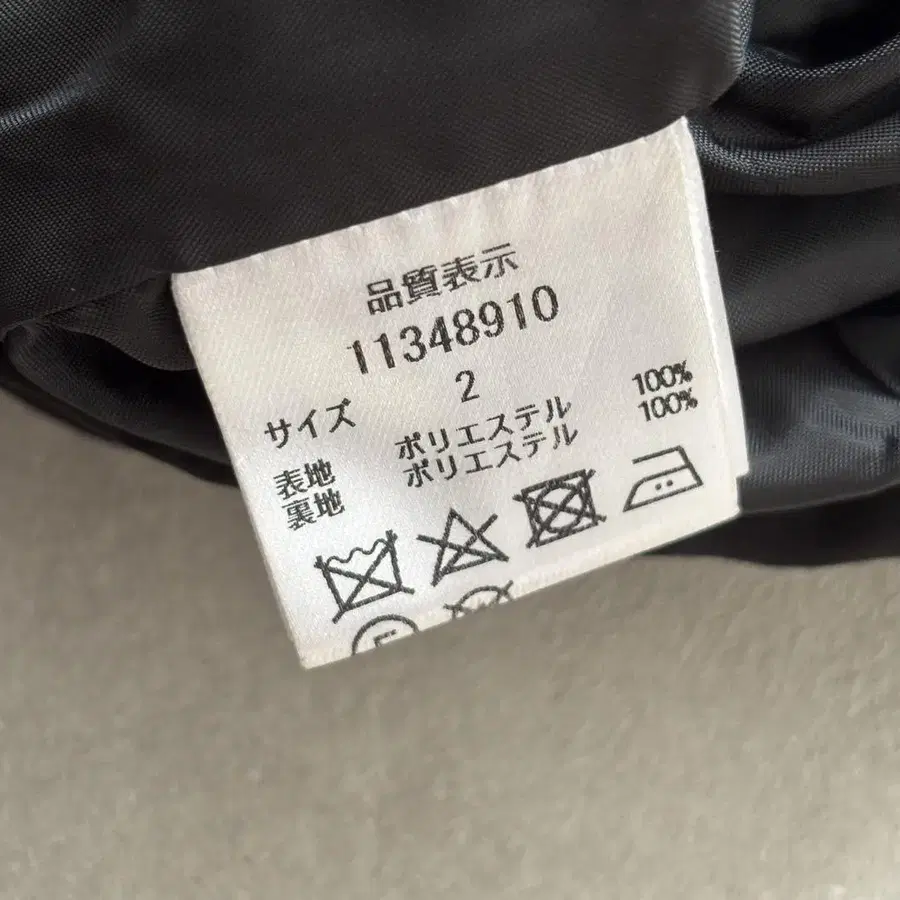 品質表示
11348910
サイズ 2
表地 ポリエステル 100%
裏地 ポリエステル 100%